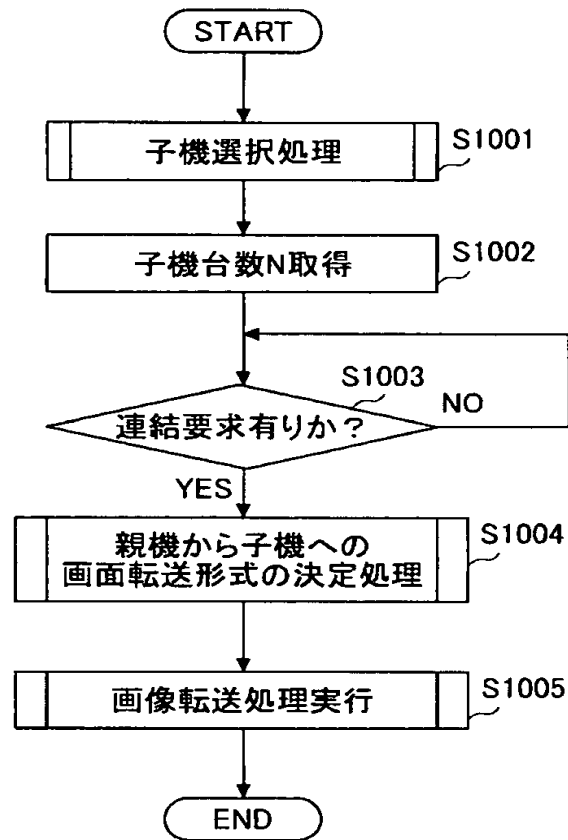 START
子機選択処理
S1001
子機台数N取得
S1002
S1003
連結要求有りか？
NO
YES
親機から子機への
画面転送形式の決定処理
S1004
画像転送処理実行
S1005
END